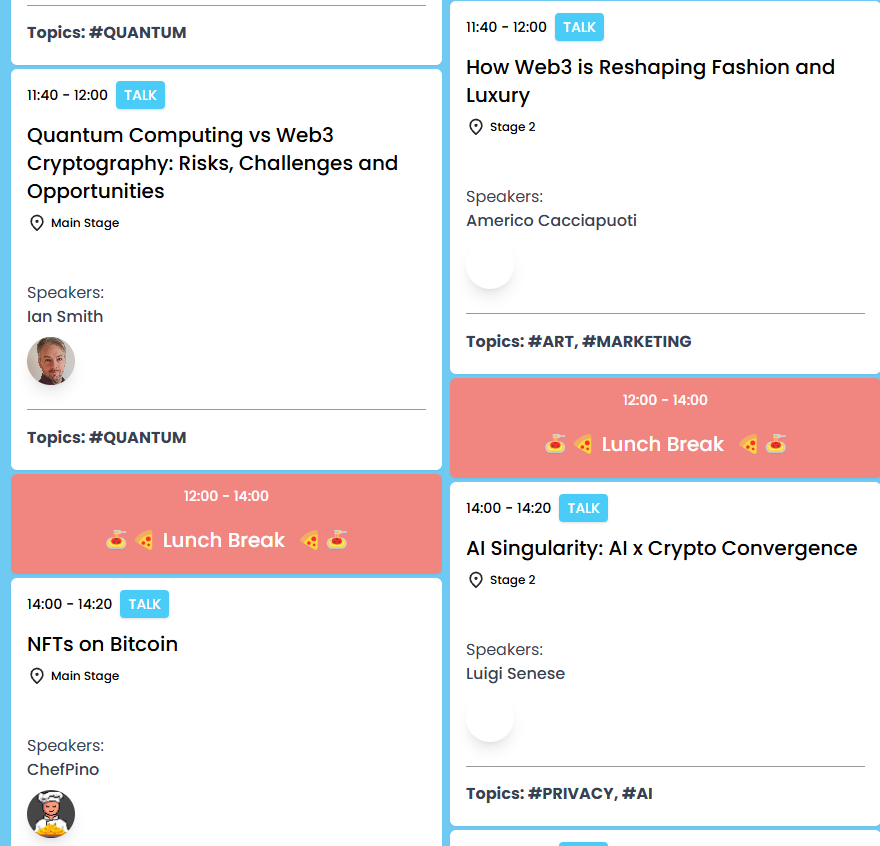 Topics: #QUANTUM
11:40 - 12:00 TALK
Quantum Computing vs Web3
Cryptography: Risks, Challenges and
Opportunities
Main Stage
Speakers:
Ian Smith
Topics: #QUANTUM
12:00 - 14:00
🍝 🍕 Lunch Break 🍕 🍝
14:00 - 14:20 TALK
NFTs on Bitcoin
Main Stage
Speakers:
ChefPino
11:40 - 12:00 TALK
How Web3 is Reshaping Fashion and
Luxury
Stage 2
Speakers:
Americo Cacciapuoti
Topics: #ART, #MARKETING
12:00 - 14:00
🍝 🍕 Lunch Break 🍕 🍝
14:00 - 14:20 TALK
AI Singularity: AI x Crypto Convergence
Stage 2
Speakers:
Luigi Senese
Topics: #PRIVACY, #AI